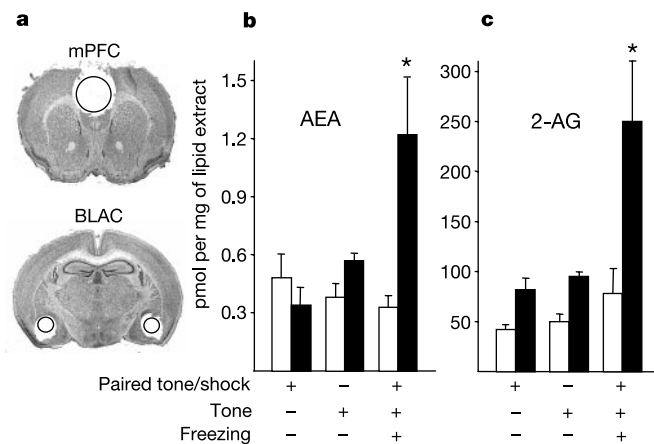 a
mPFC
BLAC
b
*
AEA
pmol per mg of lipid extract
1.5
1.2
0.9
0.6
0.3
c
*
2-AG
300
250
200
150
100
50
Paired tone/shock + − + + − +
Tone − + + − + +
Freezing + +